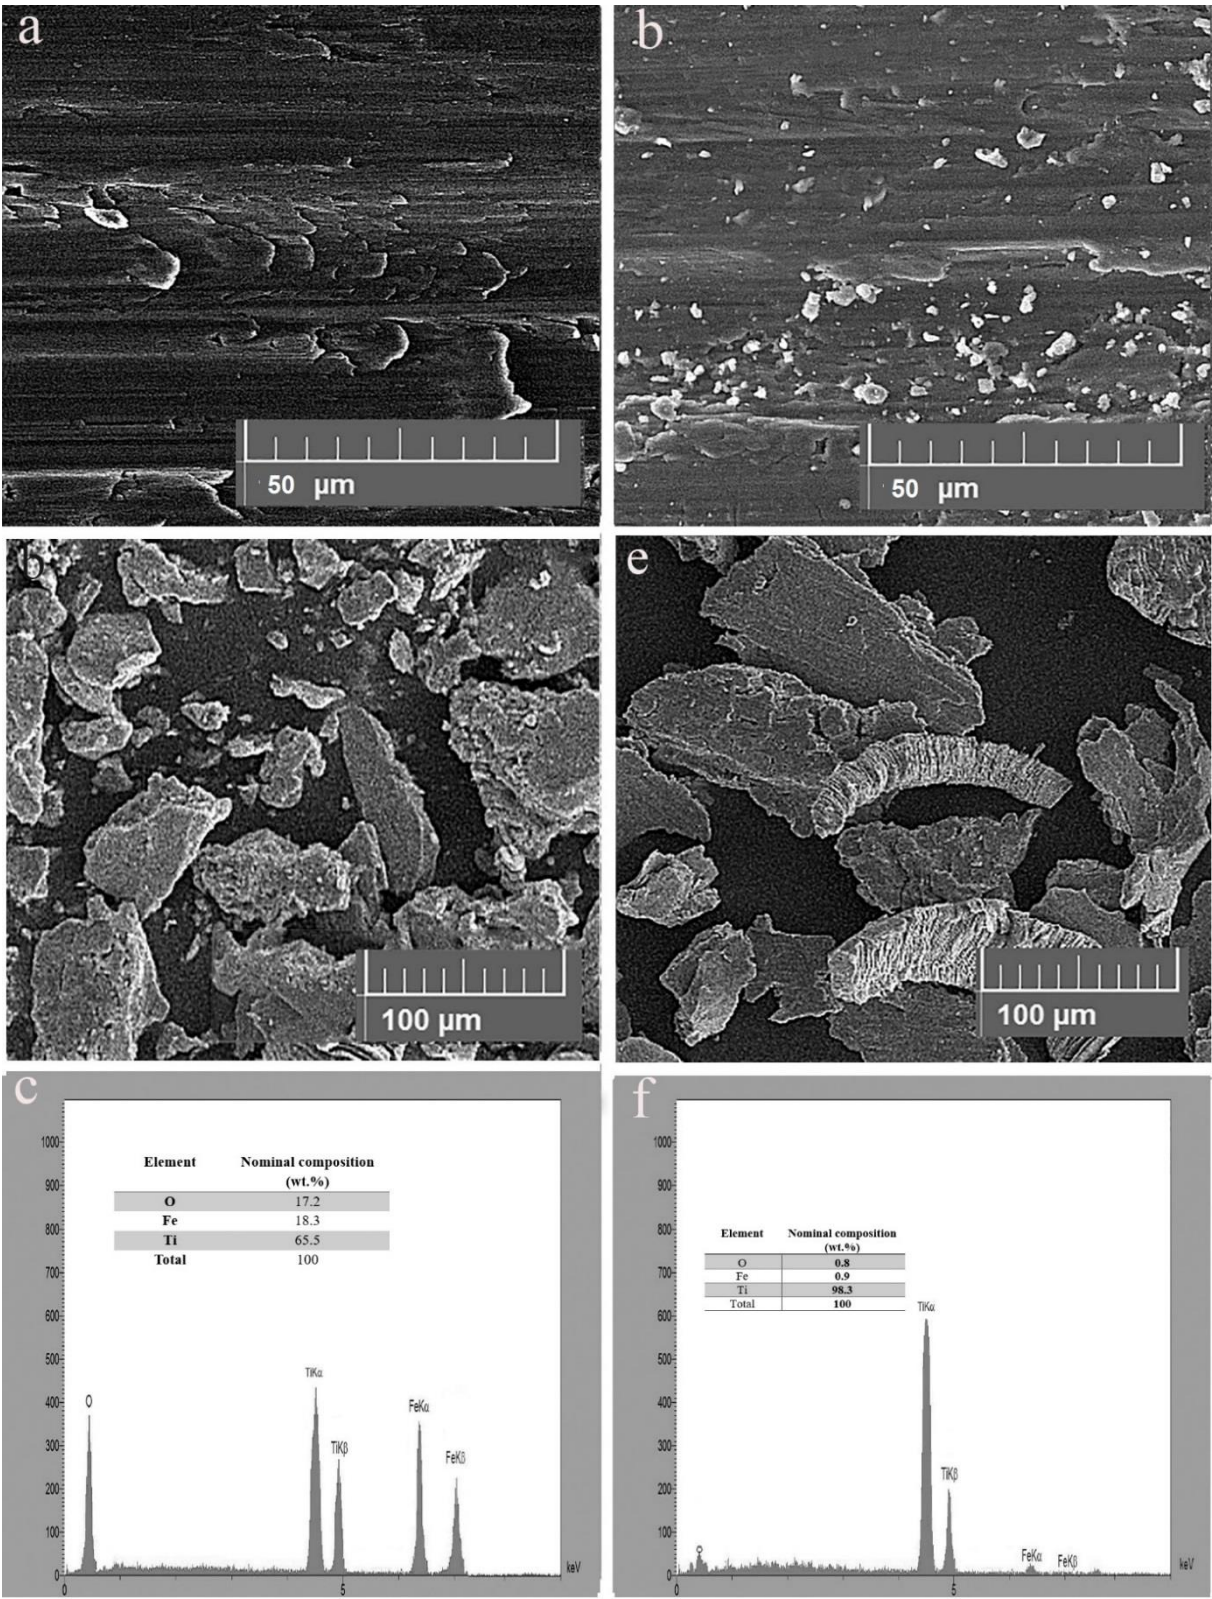 a
b
50 µm
50 µm
b
e
100 µm
100 µm
c
f
Element Nominal composition
(wt.%)
O 17.2
Fe 18.3
Ti 65.5
Total 100
1000
900
800
700
600
500
400
300
200
100
0
O
TiKα
TiKβ
FeKα
FeKβ
keV
0
5
Element Nominal composition
(wt.%)
O 0.8
Fe 0.9
Ti 98.3
Total 100
1000
900
800
700
600
500
400
300
200
100
0
O
TiKα
TiKβ
FeKα
FeKβ
keV
0
5